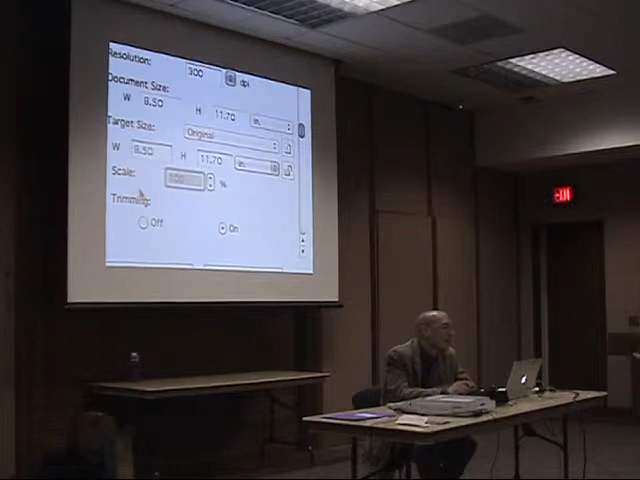 Resolution: 300 dpi
Document Size:
W 8.50 H 11.70 in.
Target Size: Original
W 8.50 H 11.70 in.
Scale: %
Trimming:
Off On